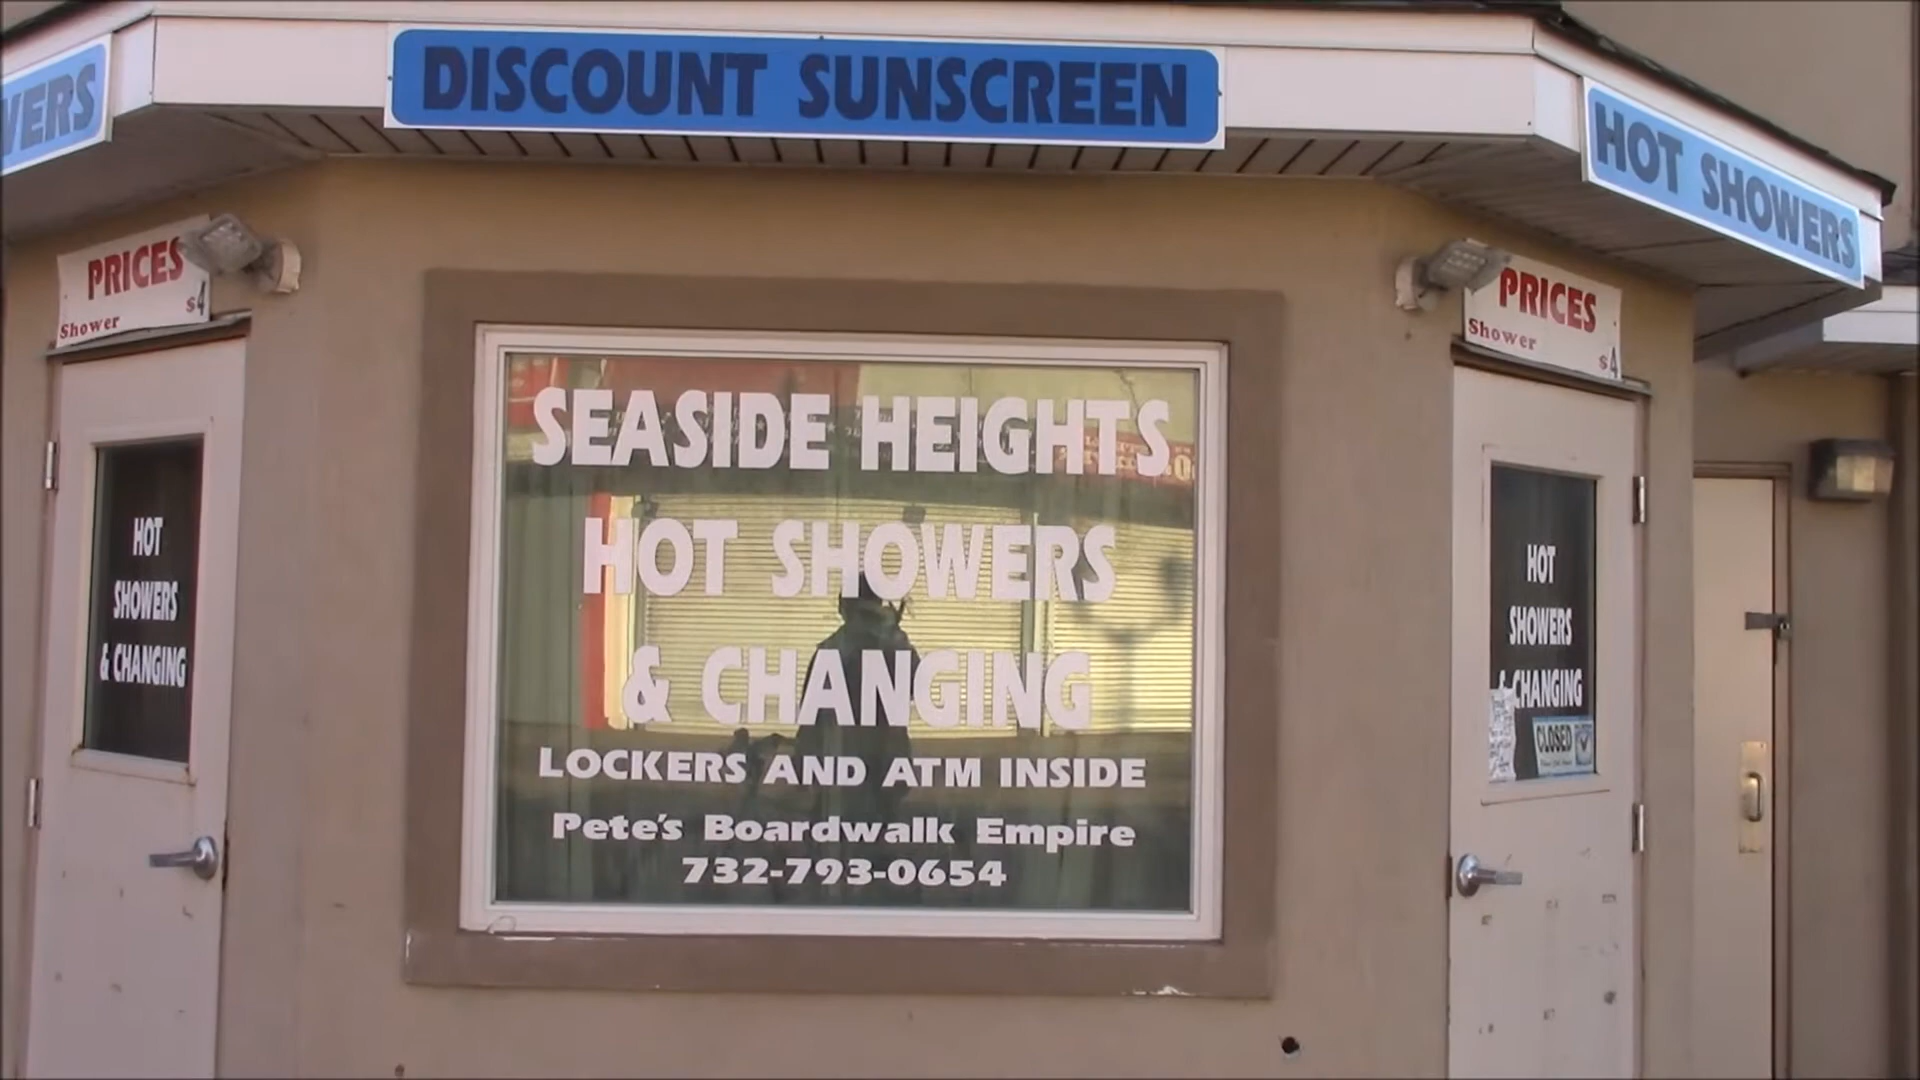 WERS
DISCOUNT SUNSCREEN
HOT SHOWERS
PRICES
$4
Shower
PRICES
Shower
$4
SEASIDE HEIGHTS
HOT SHOWERS
& CHANGING
LOCKERS AND ATM INSIDE
Pete's Boardwalk Empire
732-793-0654
HOT
SHOWERS
& CHANGING
HOT
SHOWERS
& CHANGING
CLOSED